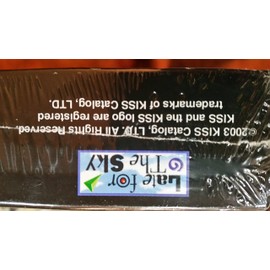 ©2003 KISS Catalog, LTD. All Rights Reserved.
KISS and the KISS logo are registered
trademarks of KISS Catalog, LTD.
Late for
The Sky